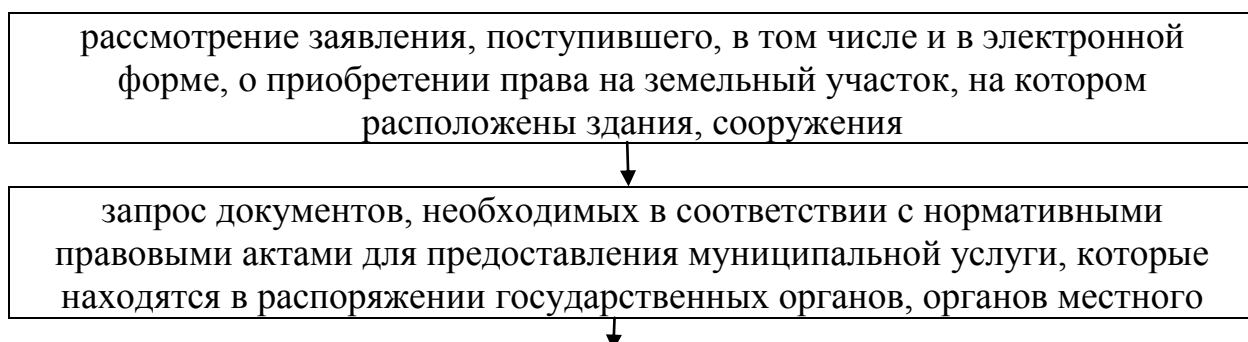 рассмотрение заявления, поступившего, в том числе и в электронной
форме, о приобретении права на земельный участок, на котором
расположены здания, сооружения
запрос документов, необходимых в соответствии с нормативными
правовыми актами для предоставления муниципальной услуги, которые
находятся в распоряжении государственных органов, органов местного